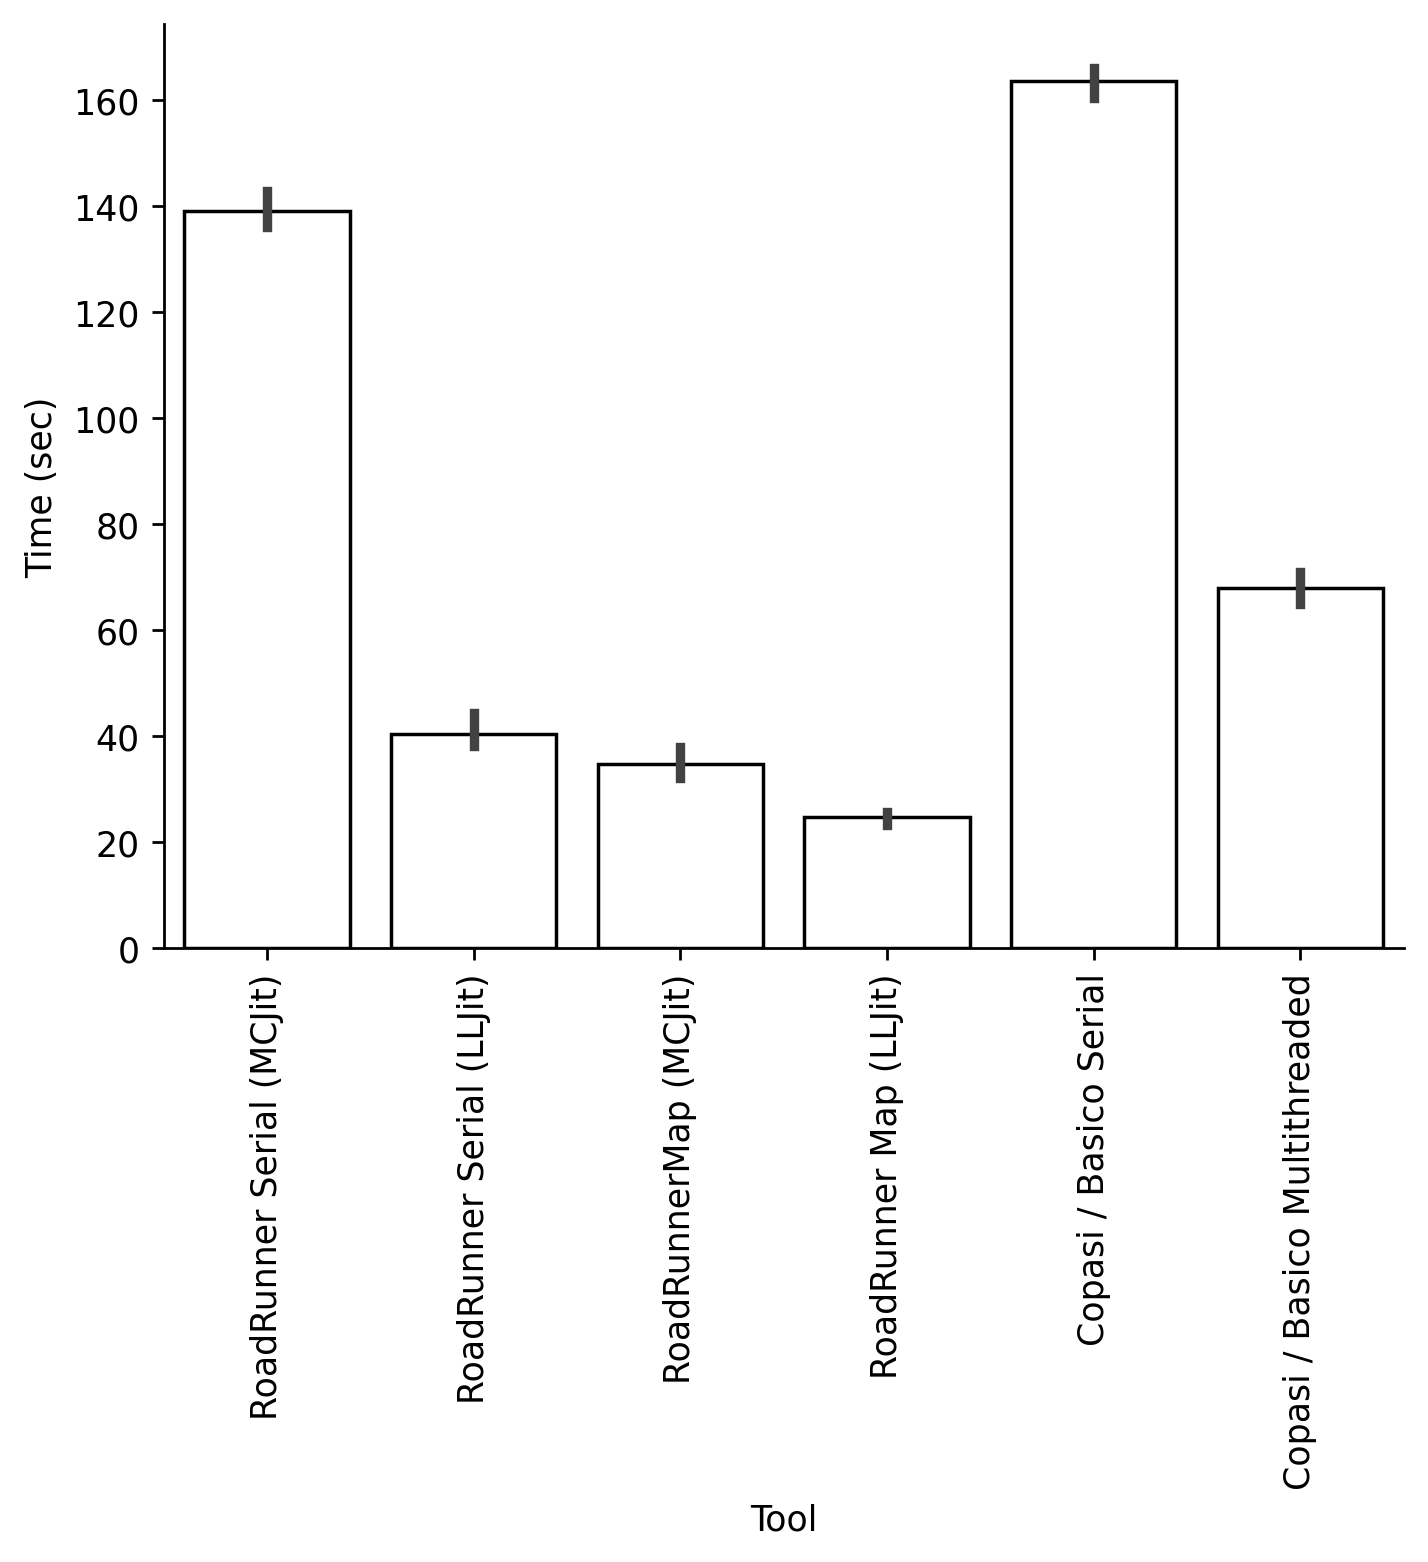 160
140
120
100
80
60
40
20
0
Time (sec)
RoadRunner Serial (MCJit)
RoadRunner Serial (LLJit)
RoadRunnerMap (MCJit)
RoadRunner Map (LLJit)
Copasi / Basico Serial
Copasi / Basico Multithreaded
Tool